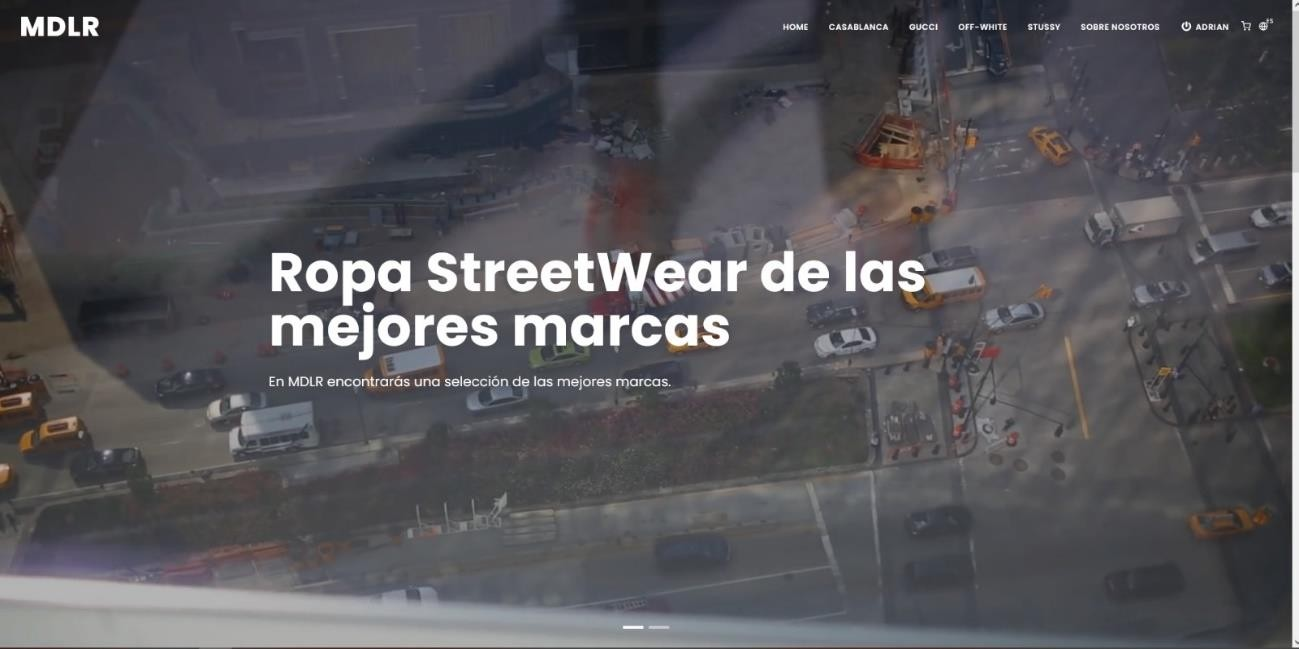 MDLR
HOME CASABLANCA GUCCI OFF-WHITE STUSSY SOBRE NOSOTROS ADRIAN ES
Ropa StreetWear de las
mejores marcas
En MDLR encontrarás una selección de las mejores marcas.